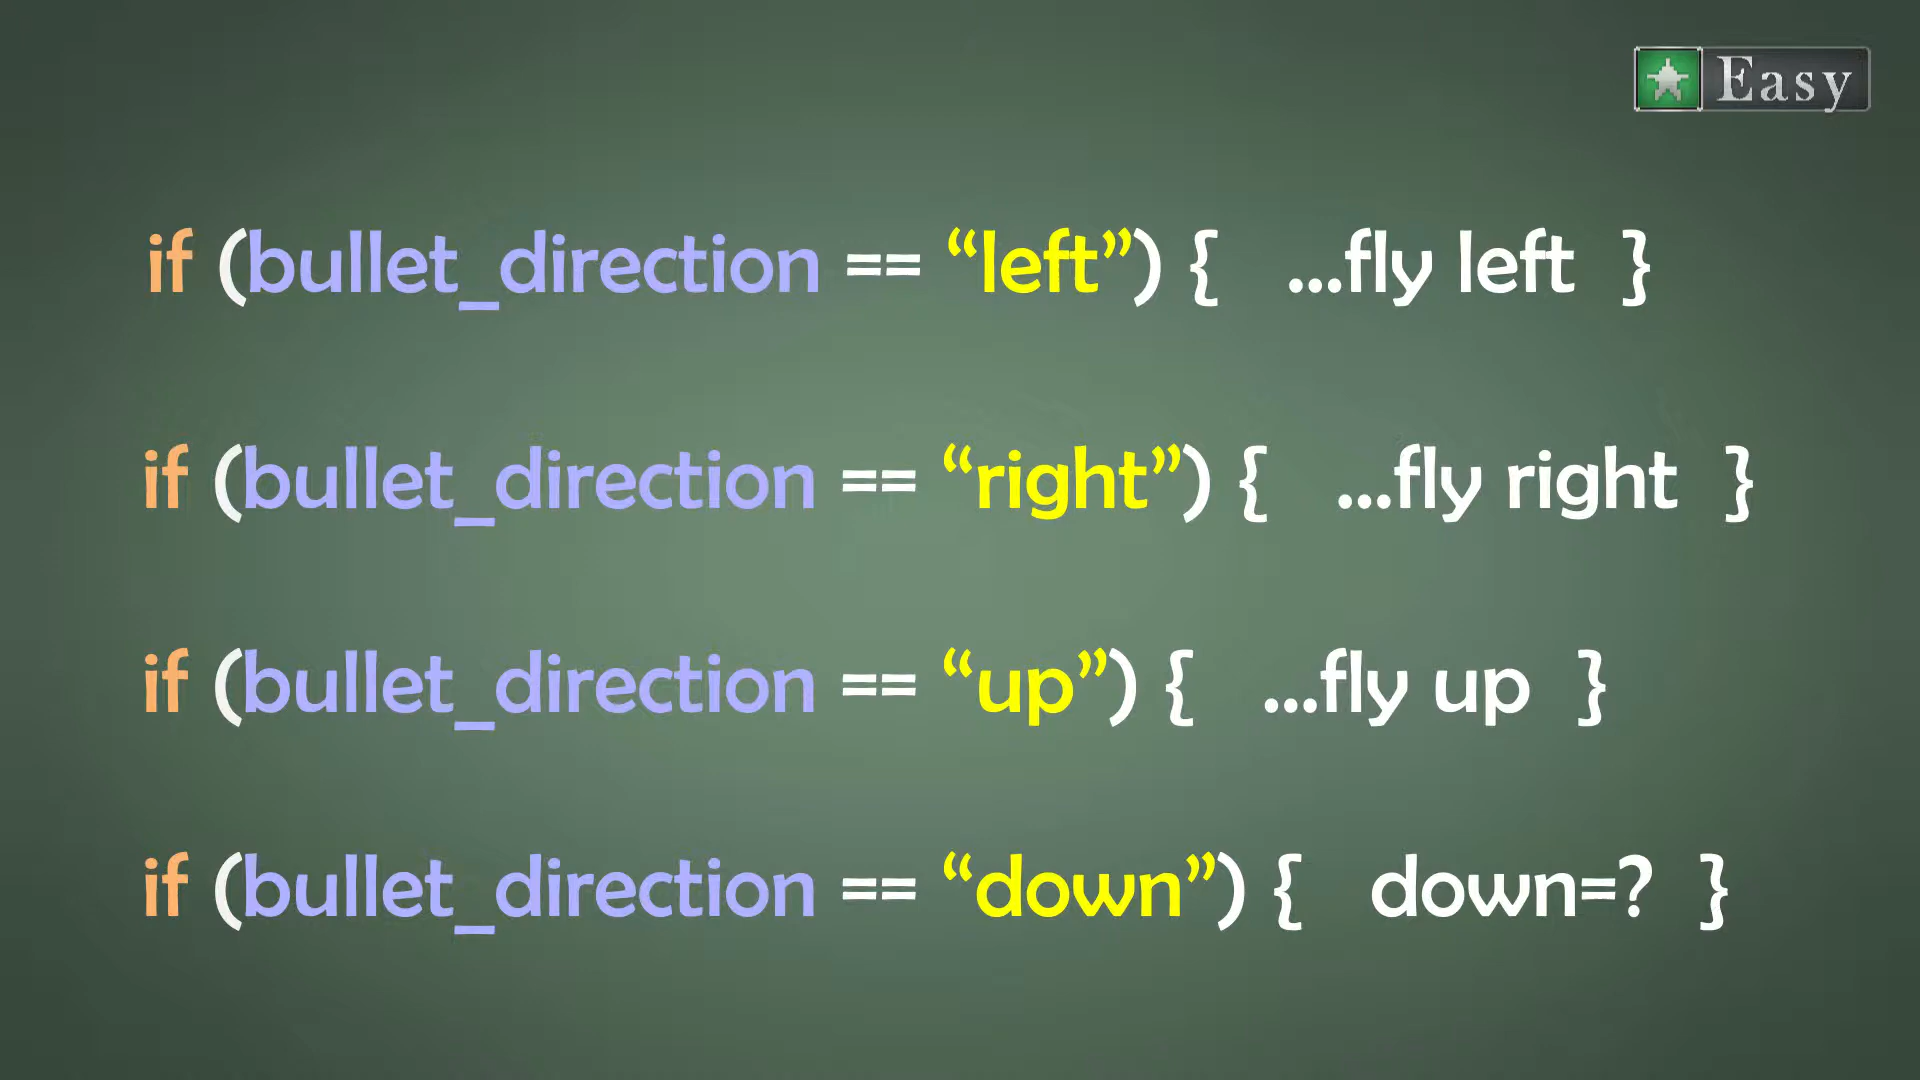 Easy
if (bullet_direction == “left”) { ...fly left }
if (bullet_direction == “right”) { ...fly right }
if (bullet_direction == “up”) { ...fly up }
if (bullet_direction == “down”) { down=? }